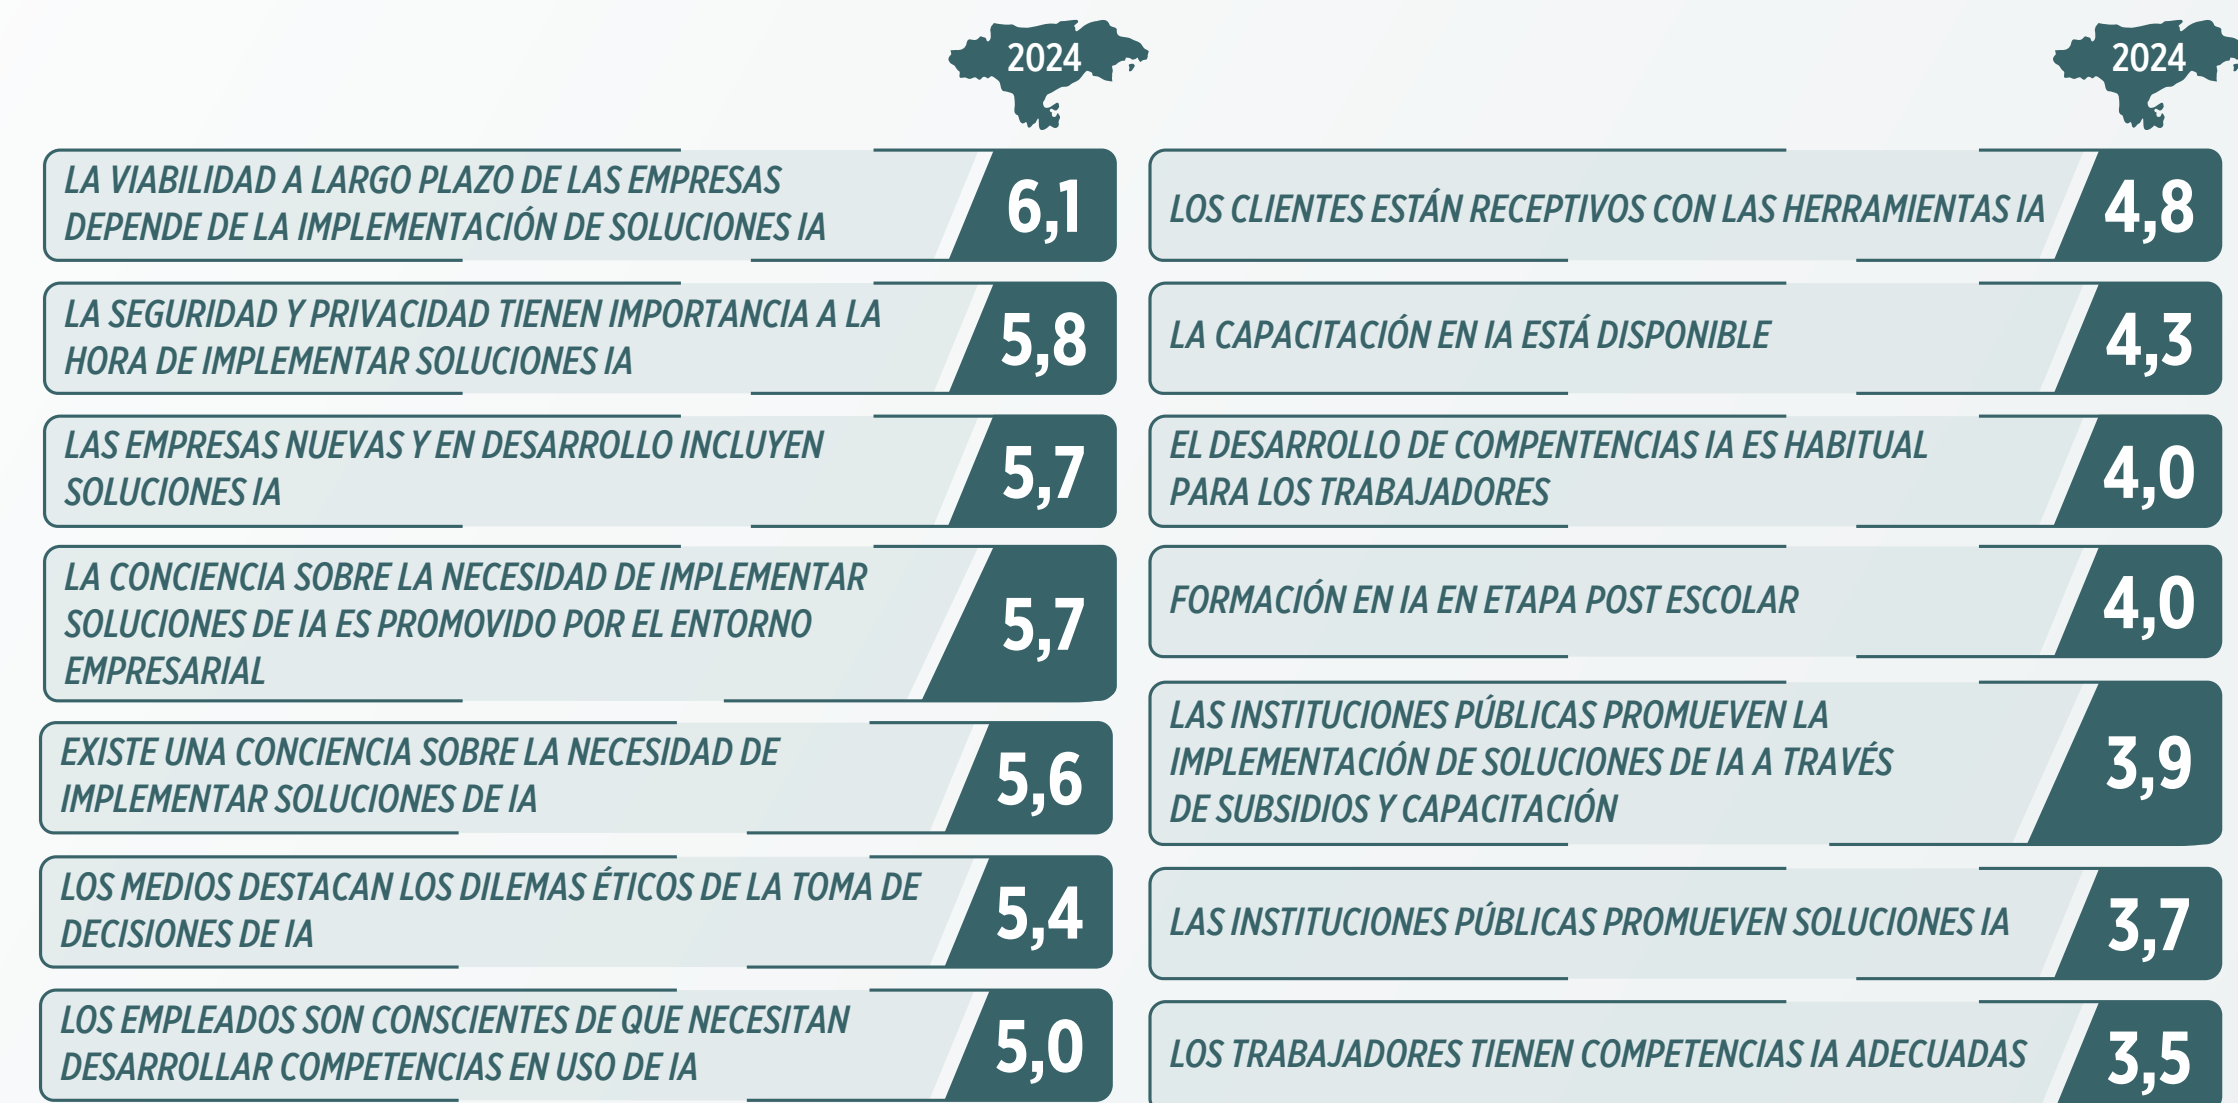 2024
LA VIABILIDAD A LARGO PLAZO DE LAS EMPRESAS
DEPENDE DE LA IMPLEMENTACIÓN DE SOLUCIONES IA
6,1
LA SEGURIDAD Y PRIVACIDAD TIENEN IMPORTANCIA A LA
HORA DE IMPLEMENTAR SOLUCIONES IA
5,8
LAS EMPRESAS NUEVAS Y EN DESARROLLO INCLUYEN
SOLUCIONES IA
5,7
LA CONCIENCIA SOBRE LA NECESIDAD DE IMPLEMENTAR
SOLUCIONES DE IA ES PROMOVIDO POR EL ENTORNO
EMPRESARIAL
5,7
EXISTE UNA CONCIENCIA SOBRE LA NECESIDAD DE
IMPLEMENTAR SOLUCIONES DE IA
5,6
LOS MEDIOS DESTACAN LOS DILEMAS ÉTICOS DE LA TOMA DE
DECISIONES DE IA
5,4
LOS EMPLEADOS SON CONSCIENTES DE QUE NECESITAN
DESARROLLAR COMPETENCIAS EN USO DE IA
5,0
2024
LOS CLIENTES ESTÁN RECEPTIVOS CON LAS HERRAMIENTAS IA
4,8
LA CAPACITACIÓN EN IA ESTÁ DISPONIBLE
4,3
EL DESARROLLO DE COMPENTENCIAS IA ES HABITUAL
PARA LOS TRABAJADORES
4,0
FORMACIÓN EN IA EN ETAPA POST ESCOLAR
4,0
LAS INSTITUCIONES PÚBLICAS PROMUEVEN LA
IMPLEMENTACIÓN DE SOLUCIONES DE IA A TRAVÉS
DE SUBSIDIOS Y CAPACITACIÓN
3,9
LAS INSTITUCIONES PÚBLICAS PROMUEVEN SOLUCIONES IA
3,7
LOS TRABAJADORES TIENEN COMPETENCIAS IA ADECUADAS
3,5